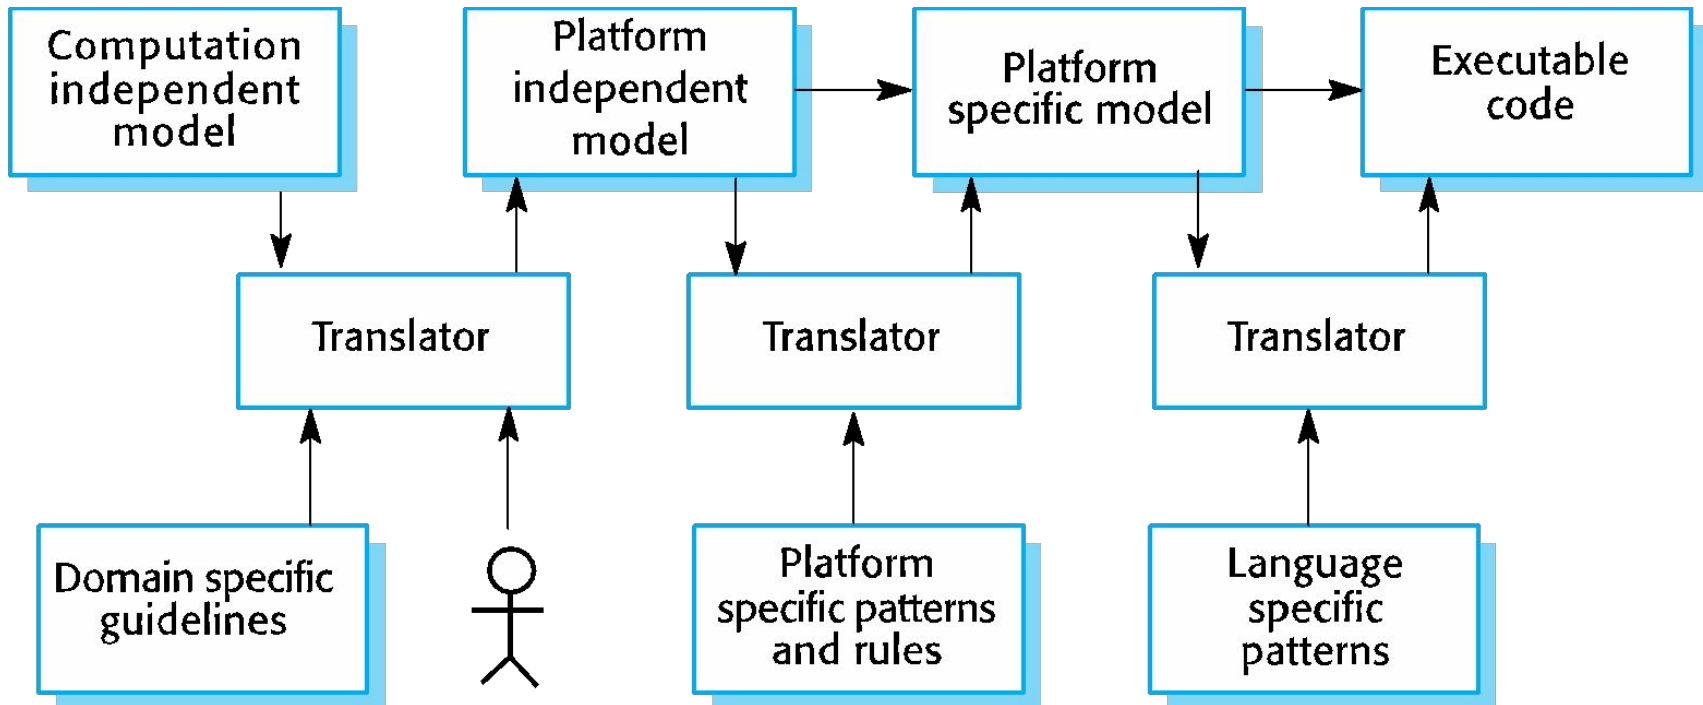 Computation
independent
model
Platform
independent
model
Platform
specific model
Executable
code
Translator
Translator
Translator
Domain specific
guidelines
Platform
specific patterns
and rules
Language
specific
patterns